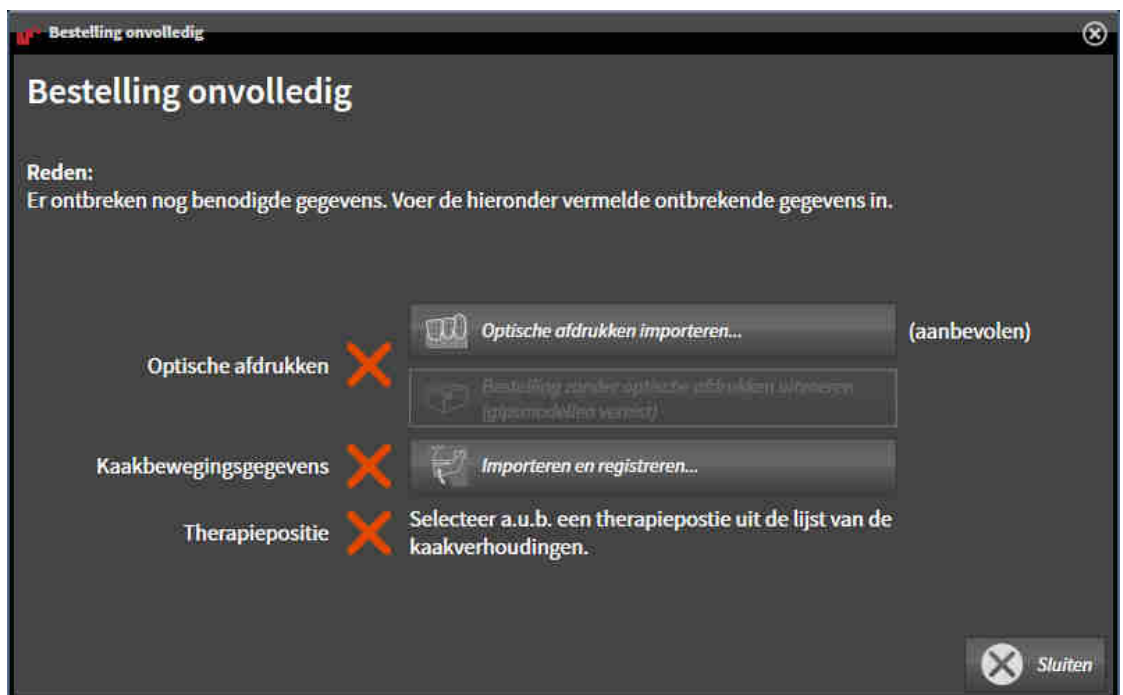 Bestelling onvolledig
Bestelling onvolledig
Reden:
Er ontbreken nog benodigde gegevens. Voer de hieronder vermelde ontbrekende gegevens in.
Optische afdrukken importeren...
(aanbevolen)
Optische afdrukken
Bestelling zonder optische afdrukken uitvoeren
(gipsmodellen vereist)
Kaakbewegingsgegevens
Importeren en registreren...
Therapiepositie
Selecteer a.u.b. een therapiepostie uit de lijst van de
kaakverhoudingen.
Sluiten